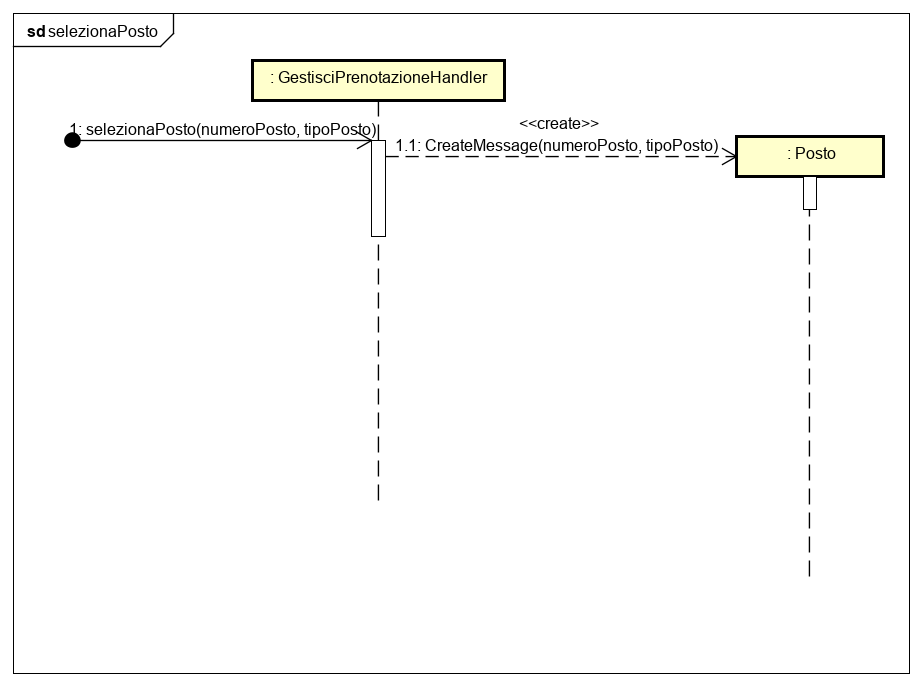 sd selezionaPosto
: GestisciPrenotazioneHandler
1: selezionaPosto(numeroPosto, tipoPosto)
<<create>>
1.1: CreateMessage(numeroPosto, tipoPosto)
: Posto